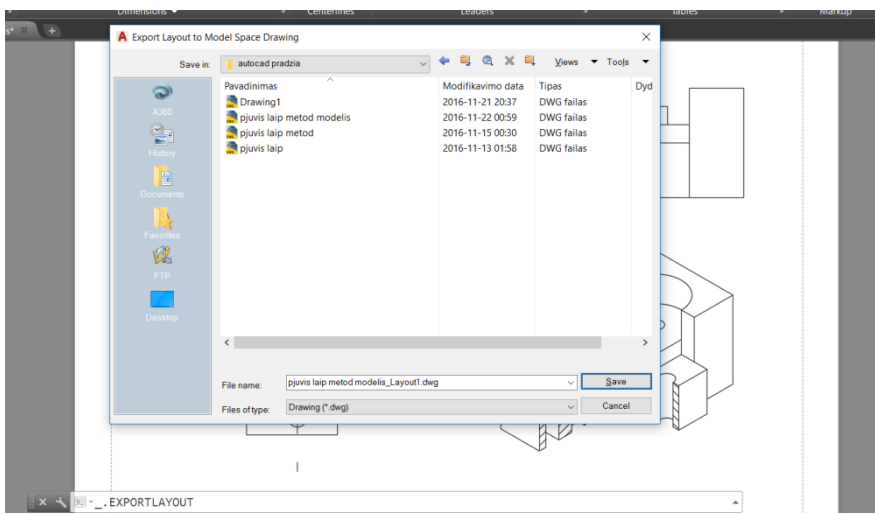 Dimensions Centerlines Leaders Tables Markup
Export Layout to Model Space Drawing
Save in: autocad pradzia Views Tools
Pavadinimas Modifikavimo data Tipas Dyd
Drawing1 2016-11-21 20:37 DWG failas
pjuvis laip metod modelis 2016-11-22 00:59 DWG failas
pjuvis laip metod 2016-11-15 00:30 DWG failas
pjuvis laip 2016-11-13 01:58 DWG failas
A360
History
Documents
Favorites
FTP
Desktop
File name: pjuvis laip metod modelis_Layout1.dwg Save
Files of type: Drawing (*.dwg) Cancel
_.EXPORTLAYOUT